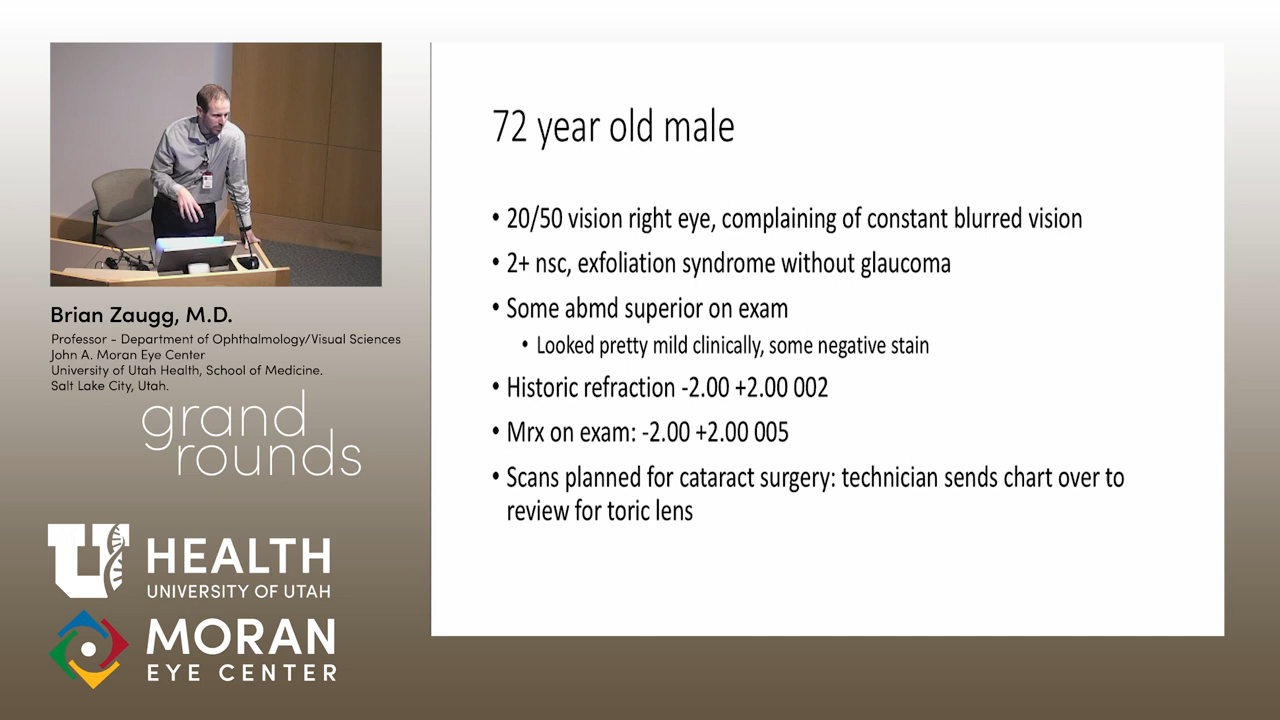 72 year old male
• 20/50 vision right eye, complaining of constant blurred vision
• 2+ nsc, exfoliation syndrome without glaucoma
• Some abmd superior on exam
• Looked pretty mild clinically, some negative stain
• Historic refraction -2.00 +2.00 002
• Mrx on exam: -2.00 +2.00 005
• Scans planned for cataract surgery: technician sends chart over to
review for toric lens
Brian Zaugg, M.D.
Professor - Department of Ophthalmology/Visual Sciences
John A. Moran Eye Center
University of Utah Health, School of Medicine.
Salt Lake City, Utah.
grand
rounds
U HEALTH
UNIVERSITY OF UTAH
MORAN
EYE CENTER